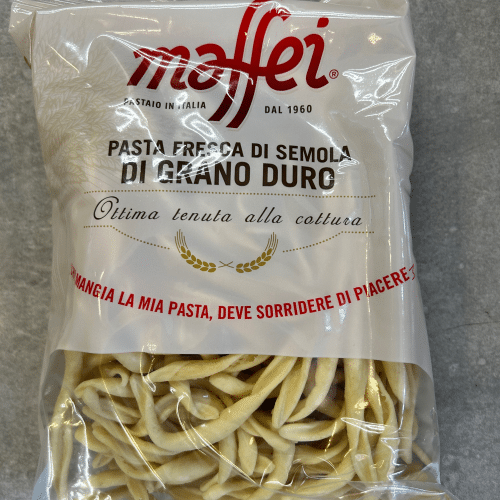 maffei®
PASTAIO IN ITALIA DAL 1960
PASTA FRESCA DI SEMOLA
DI GRANO DURO
Ottima tenuta alla cottura
MANGIA LA MIA PASTA, DEVE SORRIDERE DI PIACERE